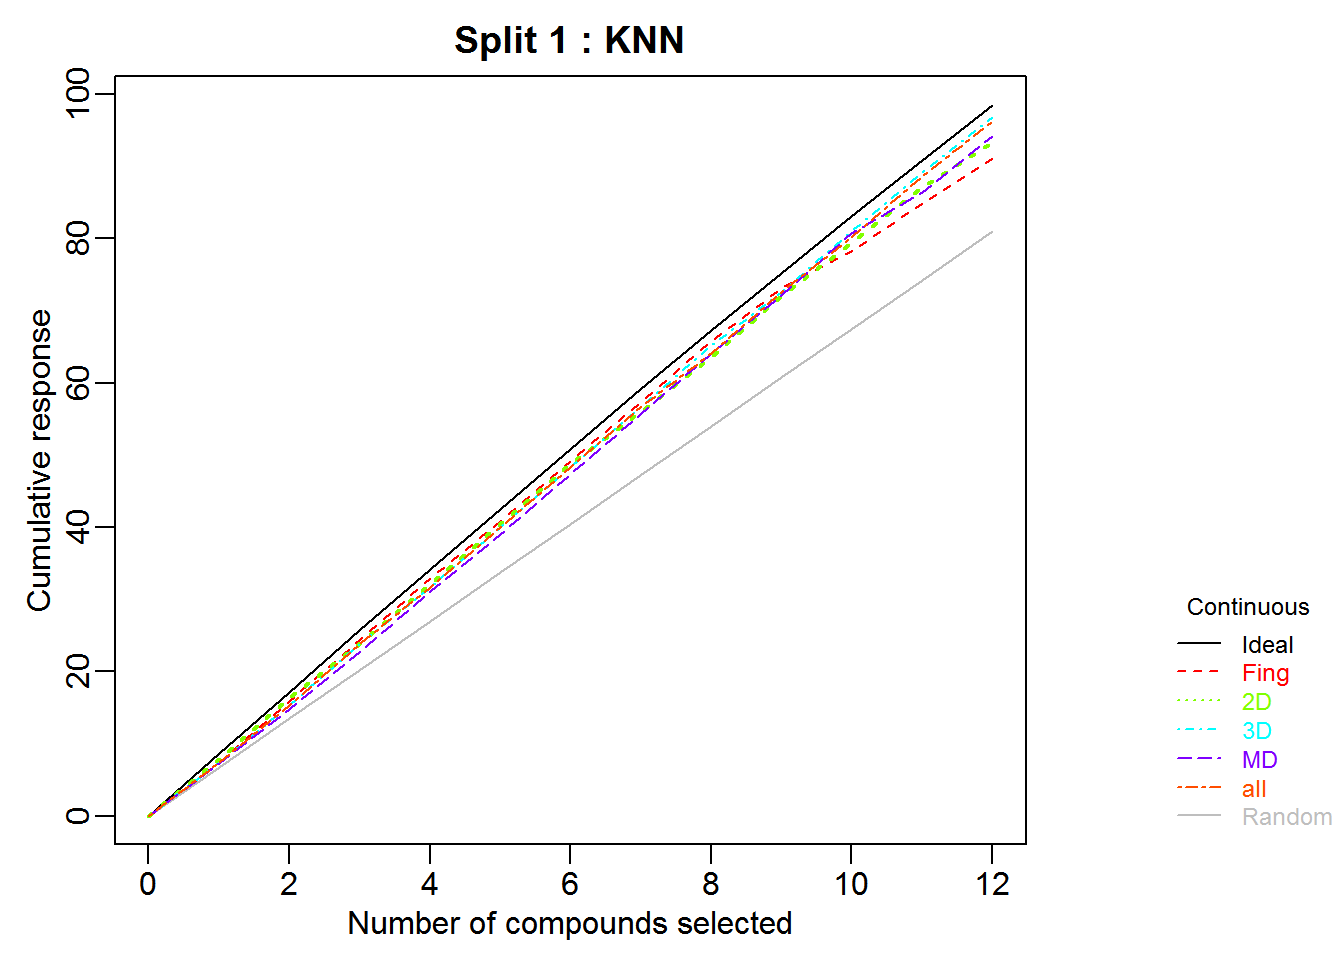 Split 1 : KNN
Cumulative response
100
80
60
40
20
0
0 2 4 6 8 10 12
Number of compounds selected
Continuous
Ideal
Fing
2D
3D
MD
all
Random